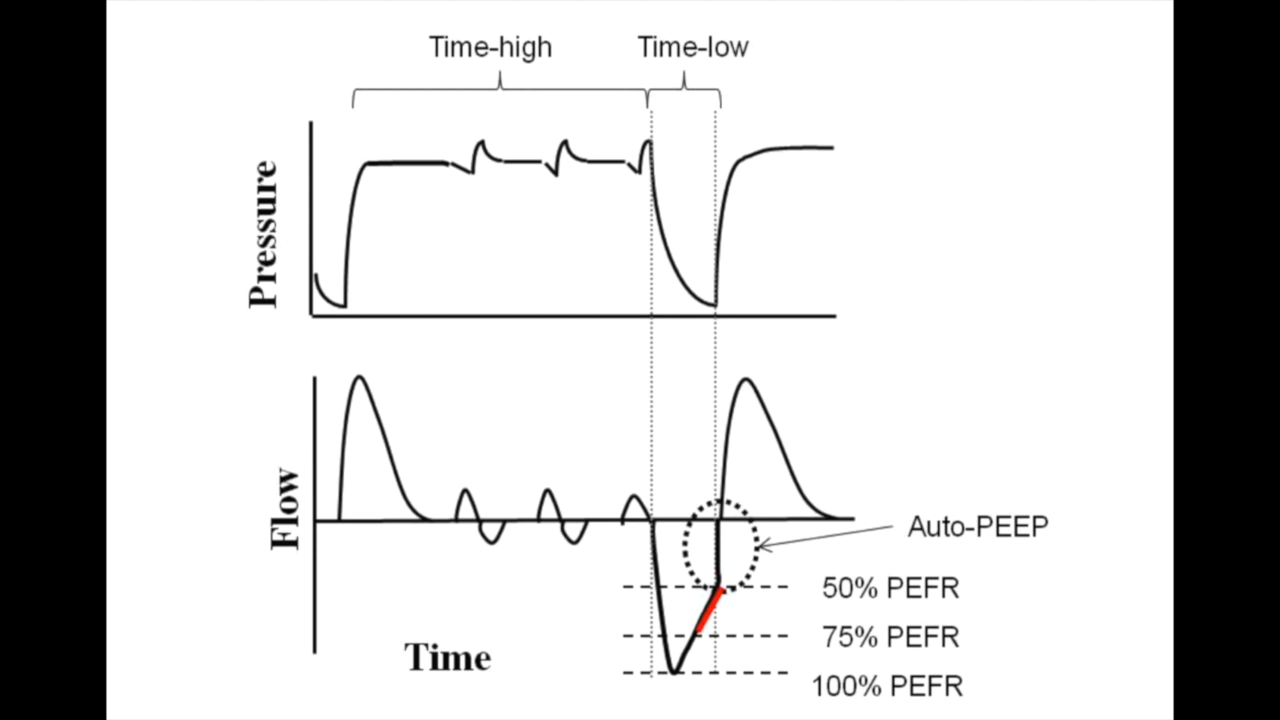 Time-high
Time-low
Pressure
Flow
Auto-PEEP
50% PEFR
75% PEFR
Time
100% PEFR